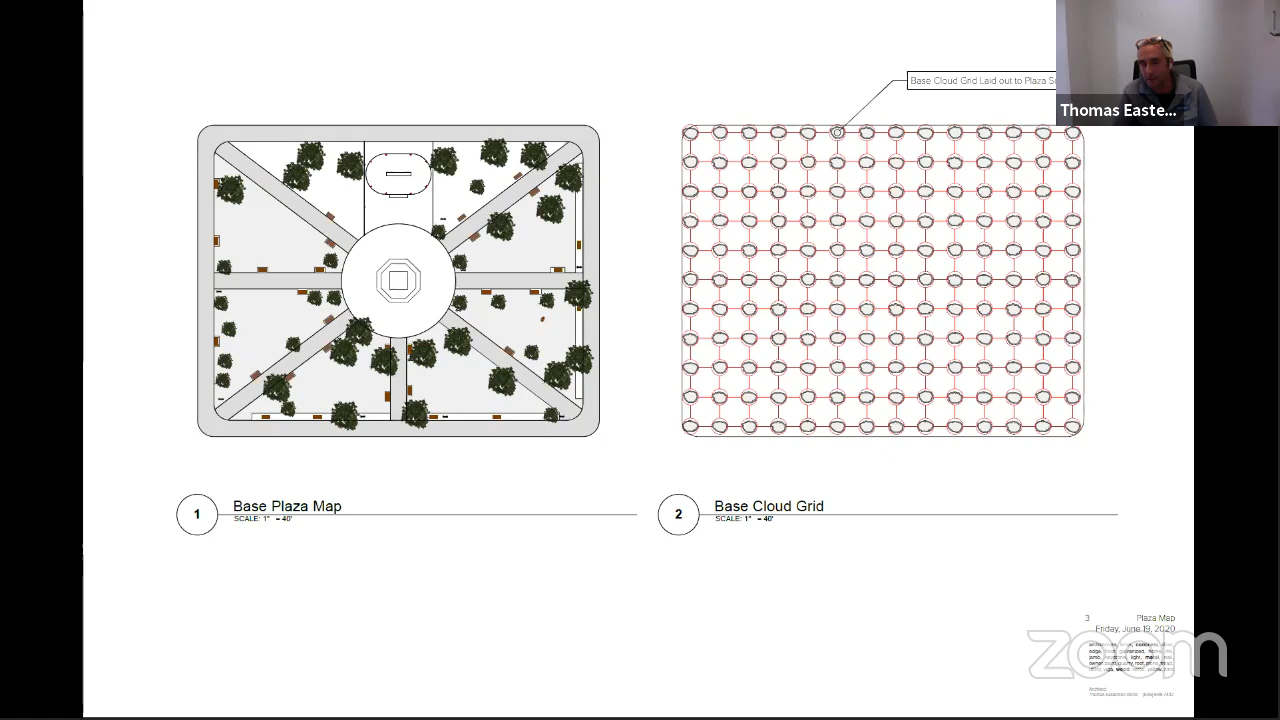 Base Cloud Grid Laid out to Plaza S
Thomas Easte...
1
Base Plaza Map
SCALE: 1" = 40'
2
Base Cloud Grid
SCALE: 1" = 40'
3 Plaza Map
Friday, June 19, 2020
zoom
Architect